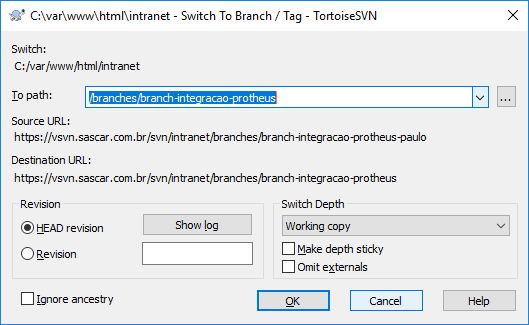 C:\var\www\html\intranet - Switch To Branch / Tag - TortoiseSVN
Switch:
C:/var/www/html/intranet
To path:
/branches/branch-integracao-protheus
...
Source URL:
https://vsvn.sascar.com.br/svn/intranet/branches/branch-integracao-protheus-paulo
Destination URL:
https://vsvn.sascar.com.br/svn/intranet/branches/branch-integracao-protheus
Revision
HEAD revision
Show log
Revision
Switch Depth
Working copy
Make depth sticky
Omit externals
Ignore ancestry
OK
Cancel
Help